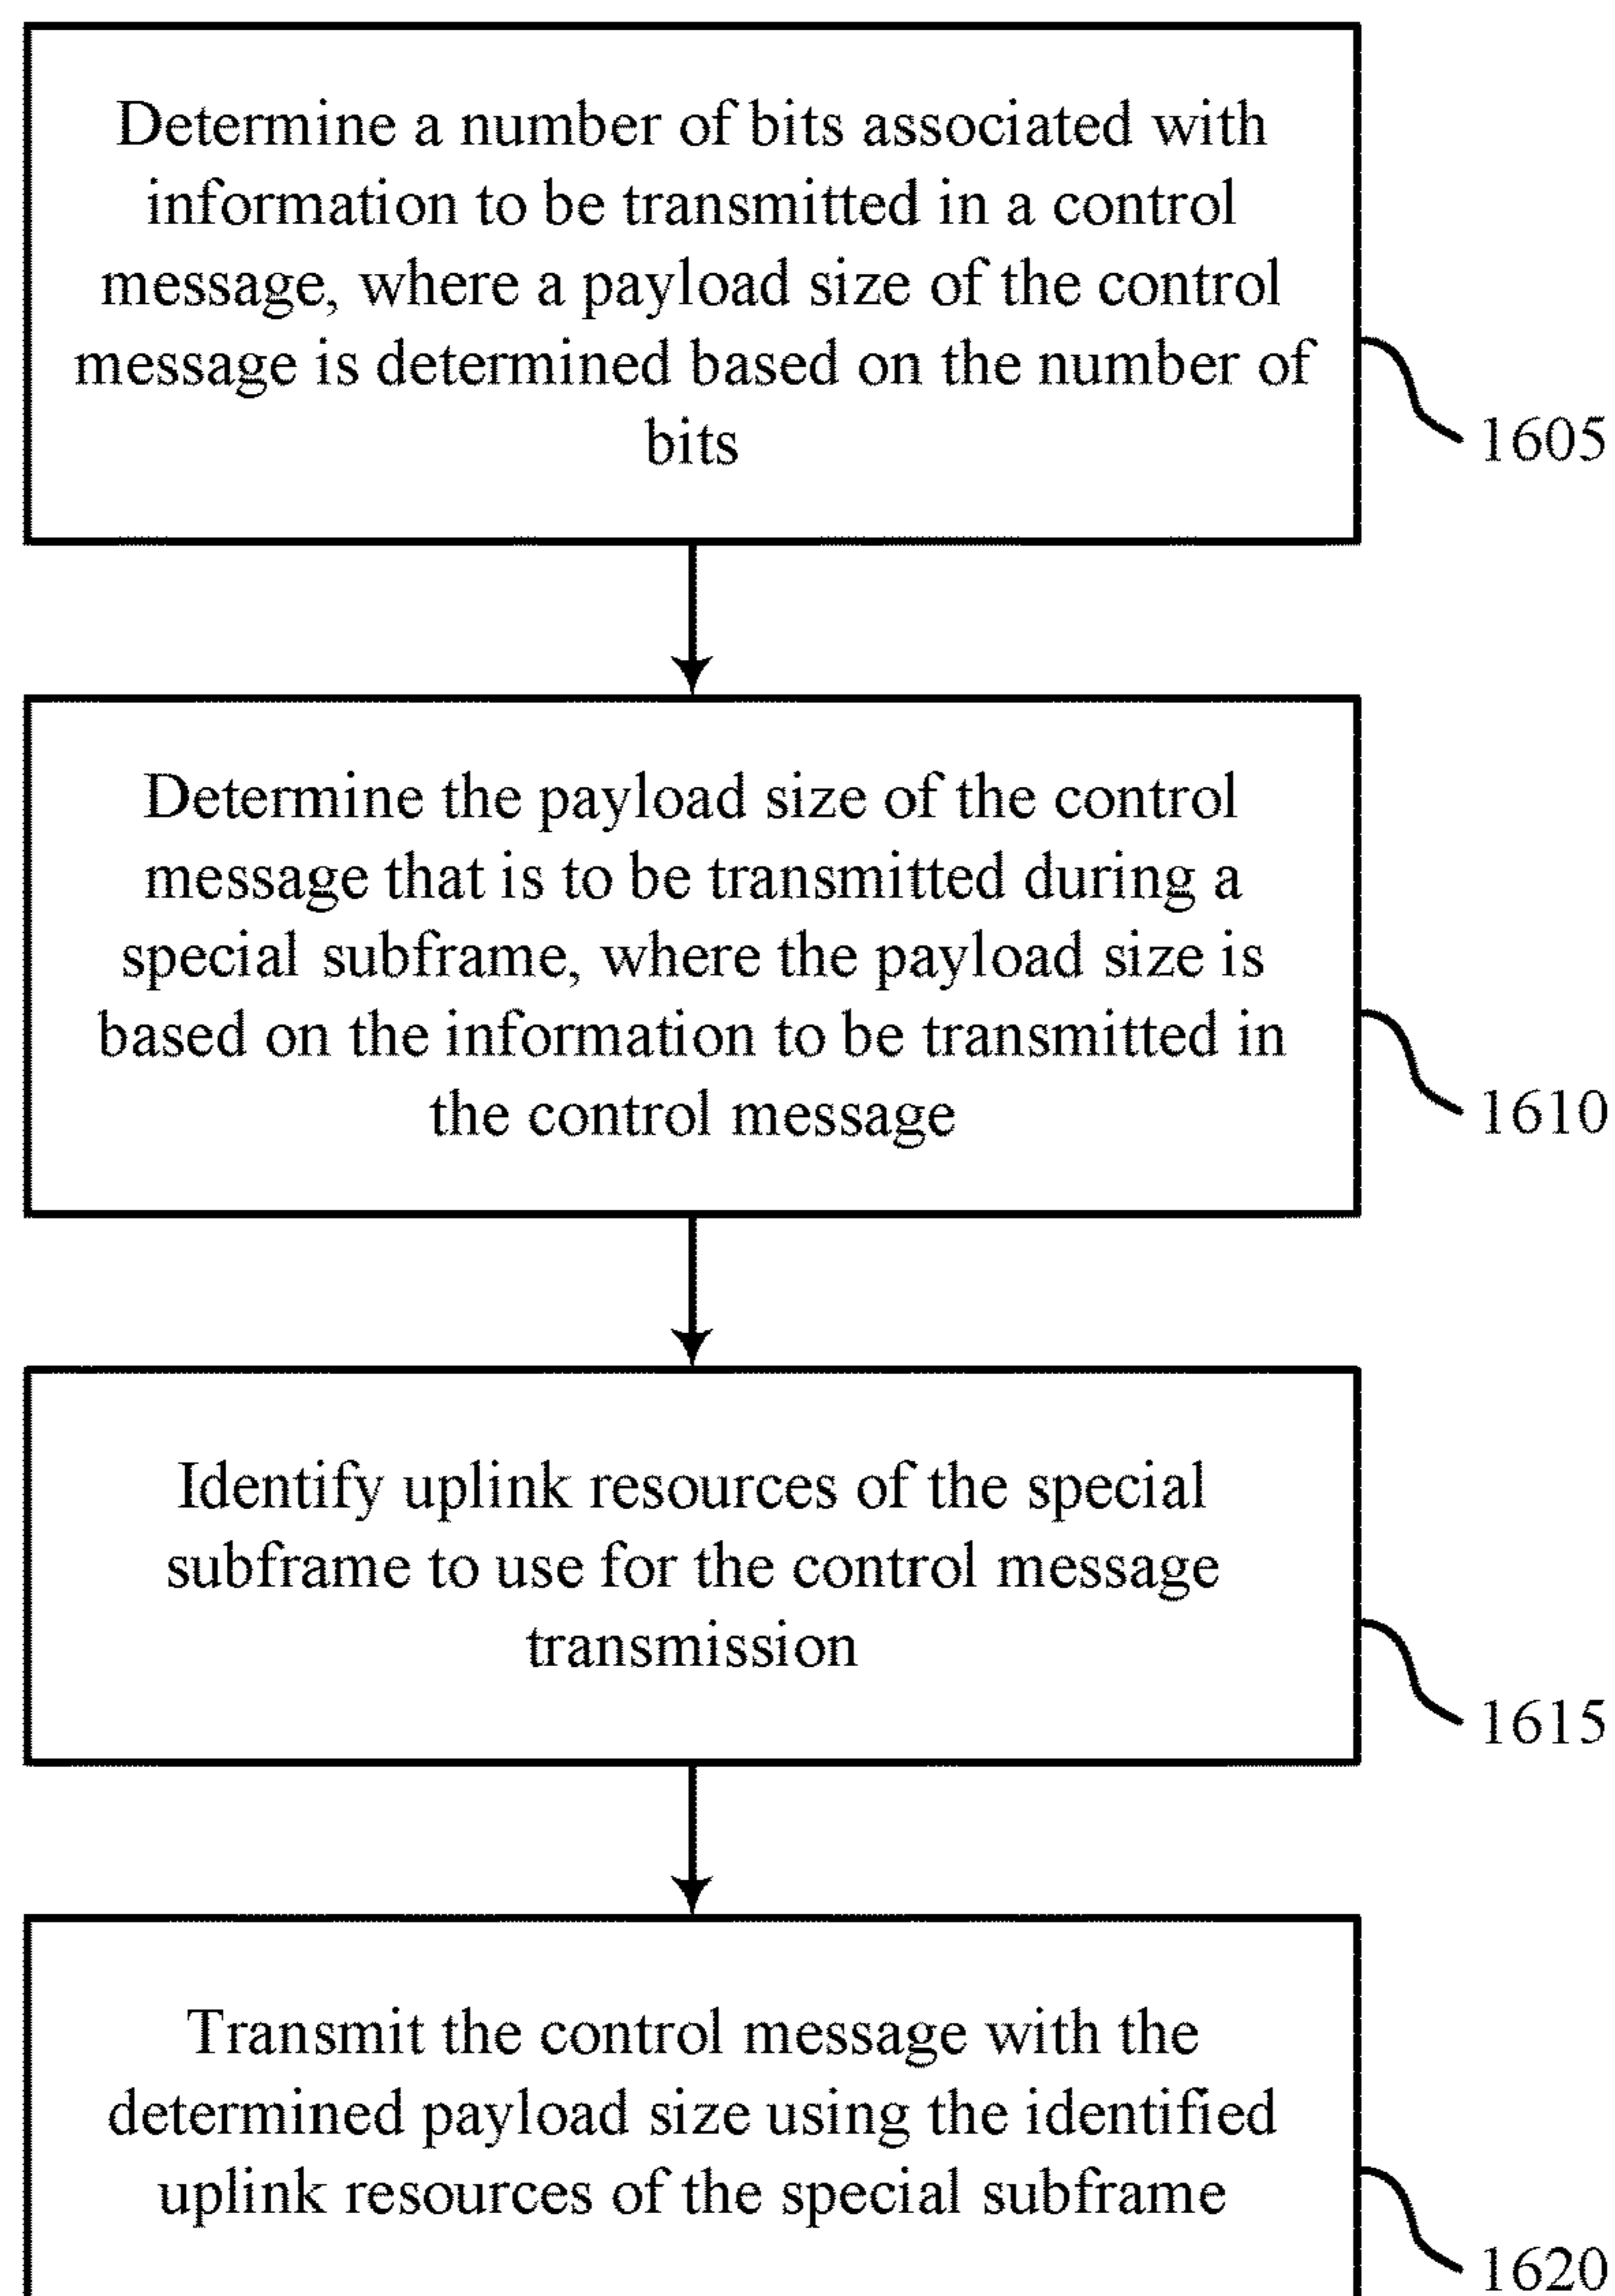 Determine a number of bits associated with
information to be transmitted in a control
message, where a payload size of the control
message is determined based on the number of
bits
1605
Determine the payload size of the control
message that is to be transmitted during a
special subframe, where the payload size is
based on the information to be transmitted in
the control message
1610
Identify uplink resources of the special
subframe to use for the control message
transmission
1615
Transmit the control message with the
determined payload size using the identified
uplink resources of the special subframe
1620